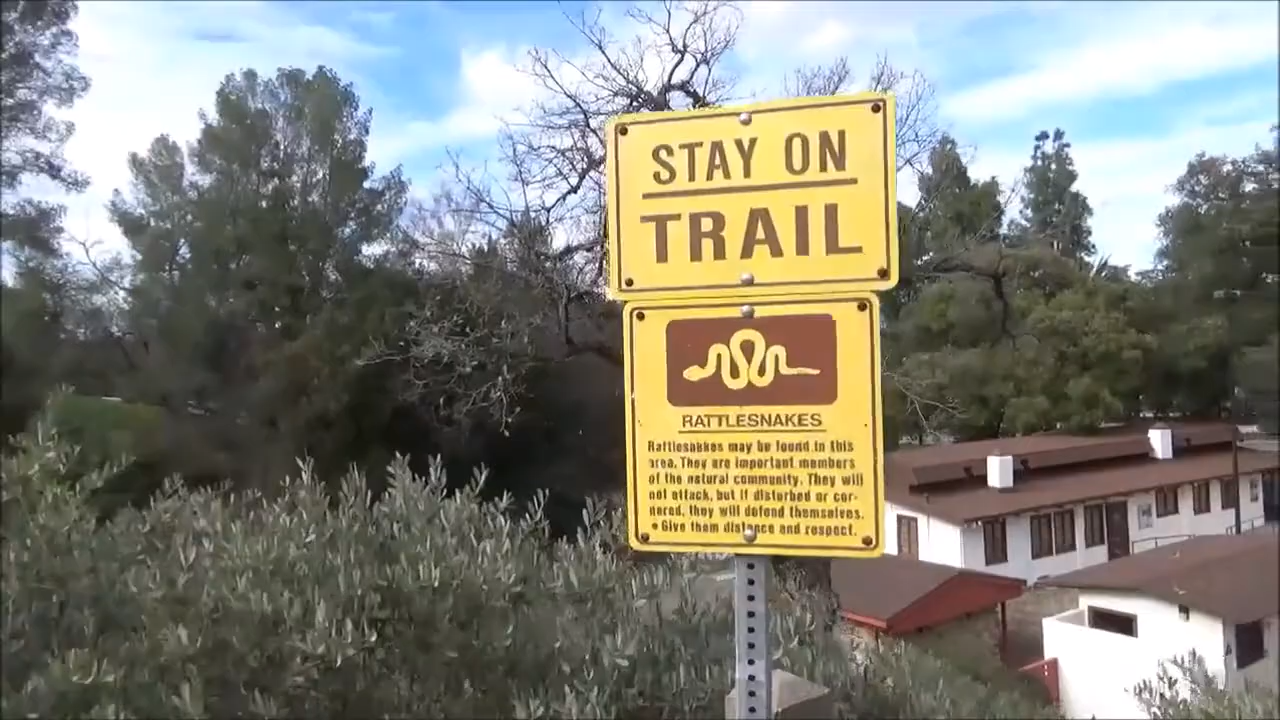 STAY ON
TRAIL
RATTLESNAKES
Rattlesnakes may be found in this
area. They are important members
of the natural community. They will
not attack, but if disturbed or cor-
nered, they will defend themselves.
• Give them distance and respect.